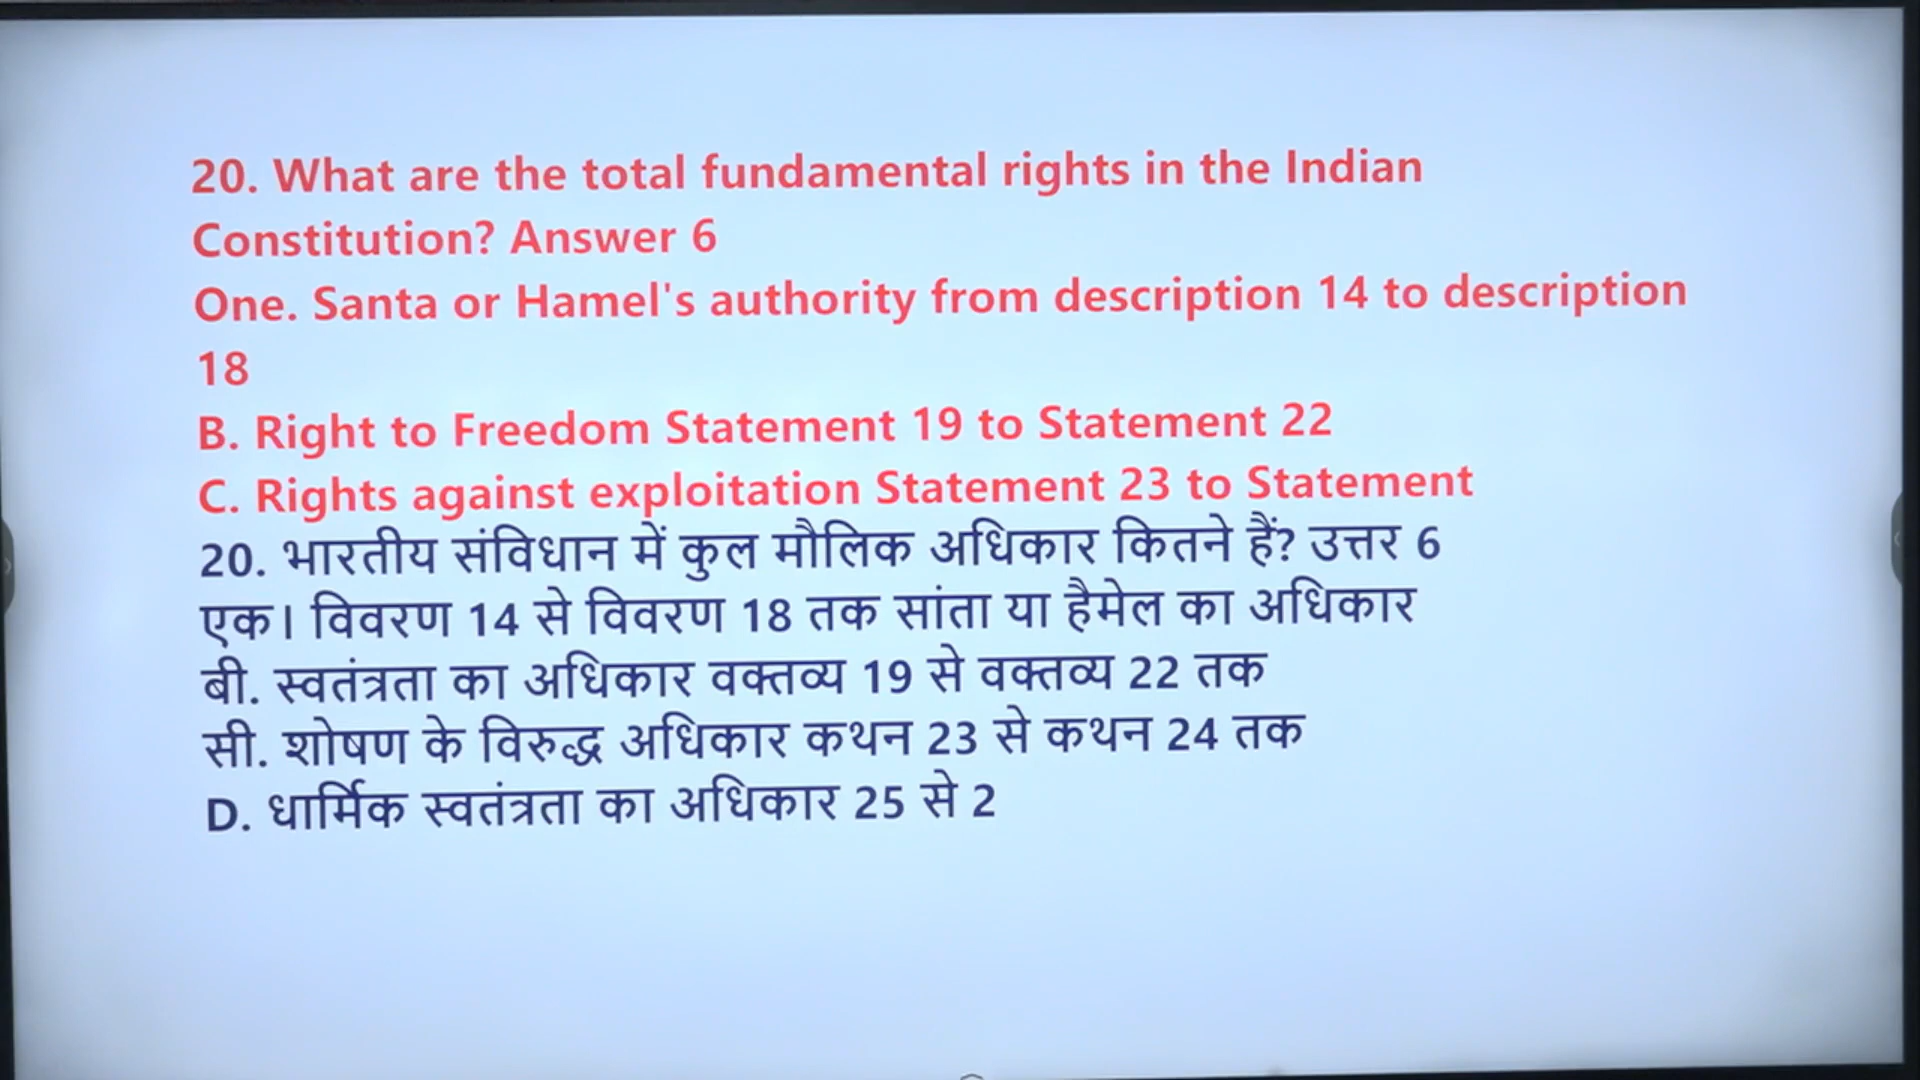 20. What are the total fundamental rights in the Indian
Constitution? Answer 6
One. Santa or Hamel's authority from description 14 to description
18
B. Right to Freedom Statement 19 to Statement 22
C. Rights against exploitation Statement 23 to Statement
20. भारतीय संविधान में कुल मौलिक अधिकार कितने हैं? उत्तर 6
एक। विवरण 14 से विवरण 18 तक सांता या हैमेल का अधिकार
बी. स्वतंत्रता का अधिकार वक्तव्य 19 से वक्तव्य 22 तक
सी. शोषण के विरुद्ध अधिकार कथन 23 से कथन 24 तक
D. धार्मिक स्वतंत्रता का अधिकार 25 से 2